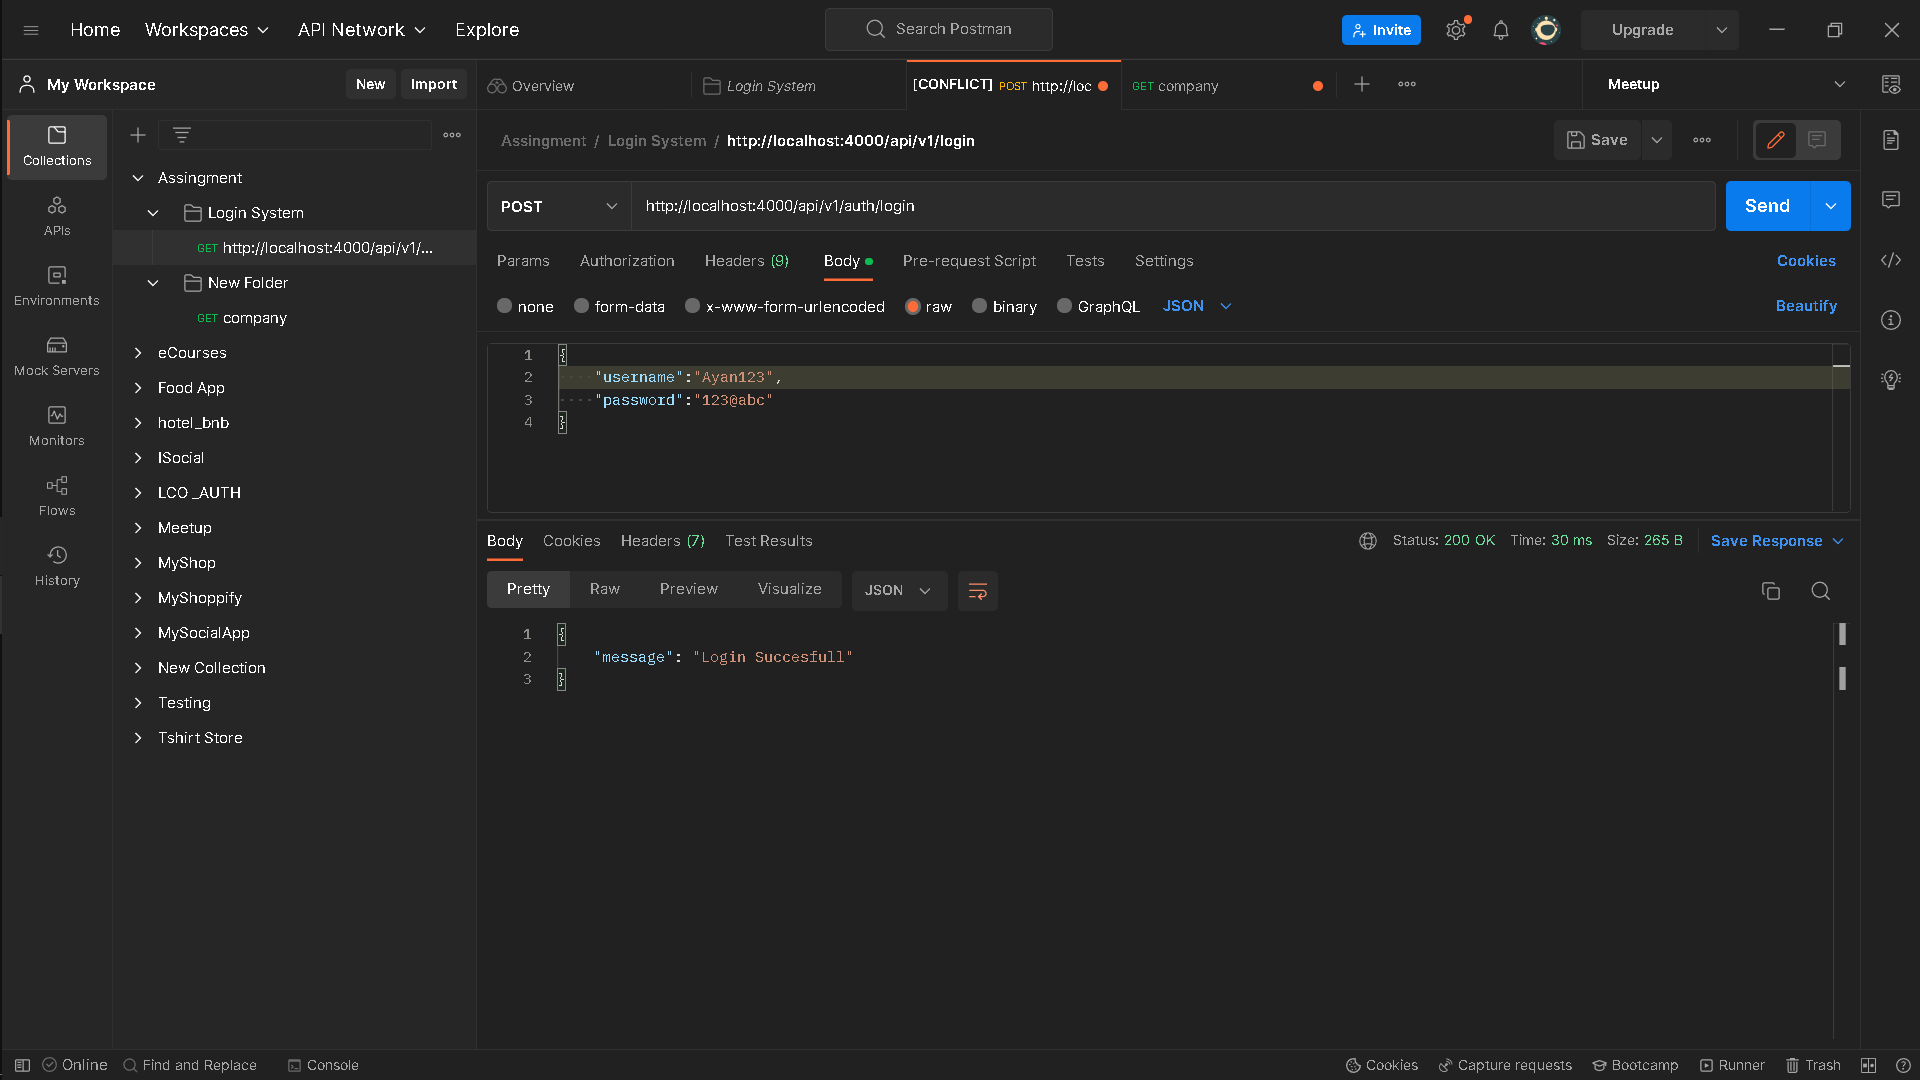 Home Workspaces API Network Explore Search Postman Invite Upgrade
My Workspace New Import
Overview Login System [CONFLICT] POST http://loc GET company Meetup
Collections
APIs
Environments
Mock Servers
Monitors
Flows
History
Assingment
Login System
GET http://localhost:4000/api/v1/...
New Folder
GET company
eCourses
Food App
hotel_bnb
ISocial
LCO _AUTH
Meetup
MyShop
MyShoppify
MySocialApp
New Collection
Testing
Tshirt Store
Assingment / Login System / http://localhost:4000/api/v1/login Save
POST http://localhost:4000/api/v1/auth/login Send
Params Authorization Headers (9) Body Pre-request Script Tests Settings Cookies
none form-data x-www-form-urlencoded raw binary GraphQL JSON Beautify
1 {
2 "username":"Ayan123",
3 "password":"123@abc"
4 }
Body Cookies Headers (7) Test Results Status: 200 OK Time: 30 ms Size: 265 B Save Response
Pretty Raw Preview Visualize JSON
1 {
2 "message": "Login Succesfull"
3 }
Online Find and Replace Console Cookies Capture requests Bootcamp Runner Trash